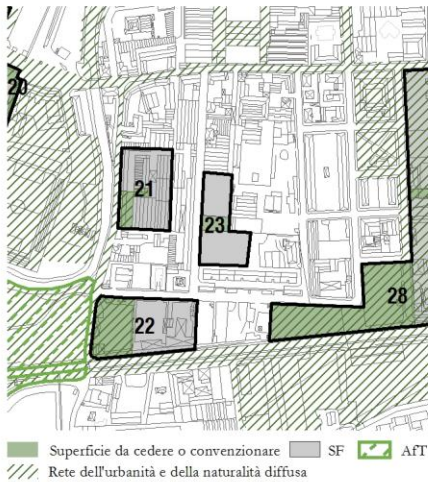 20
21
23
22
28
Superficie da cedere o convenzionare SF AfT
Rete dell'urbanità e della naturalità diffusa